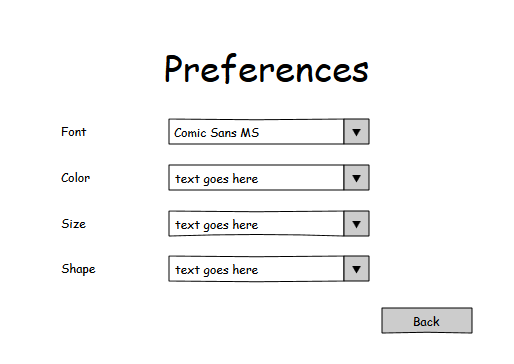 Preferences
Font Comic Sans MS
Color text goes here
Size text goes here
Shape text goes here
Back